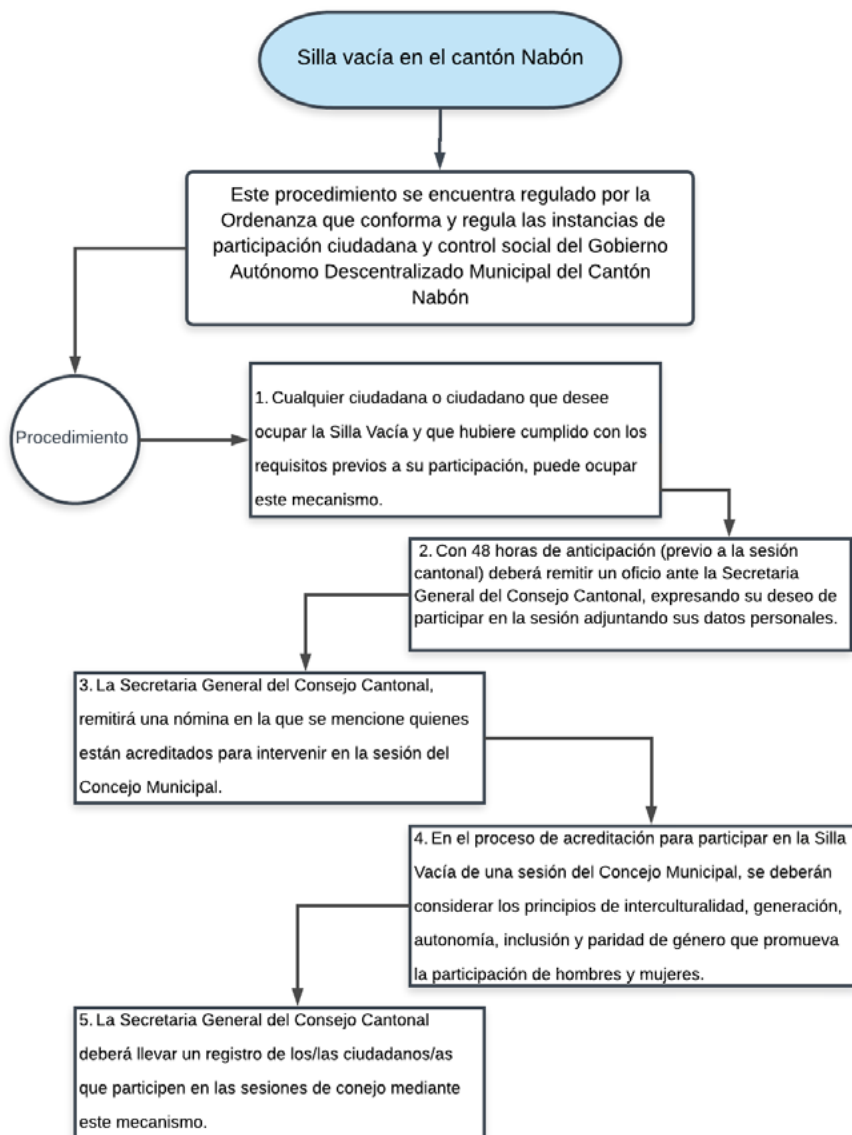 Silla vacía en el cantón Nabón
Este procedimiento se encuentra regulado por la
Ordenanza que conforma y regula las instancias de
participación ciudadana y control social del Gobierno
Autónomo Descentralizado Municipal del Cantón
Nabón
Procedimiento
1. Cualquier ciudadana o ciudadano que desee
ocupar la Silla Vacía y que hubiere cumplido con los
requisitos previos a su participación, puede ocupar
este mecanismo.
2. Con 48 horas de anticipación (previo a la sesión
cantonal) deberá remitir un oficio ante la Secretaria
General del Consejo Cantonal, expresando su deseo de
participar en la sesión adjuntando sus datos personales.
3. La Secretaria General del Consejo Cantonal,
remitirá una nómina en la que se mencione quienes
están acreditados para intervenir en la sesión del
Concejo Municipal.
4. En el proceso de acreditación para participar en la Silla
Vacía de una sesión del Concejo Municipal, se deberán
considerar los principios de interculturalidad, generación,
autonomía, inclusión y paridad de género que promueva
la participación de hombres y mujeres.
5. La Secretaria General del Consejo Cantonal
deberá llevar un registro de los/las ciudadanos/as
que participen en las sesiones de conejo mediante
este mecanismo.